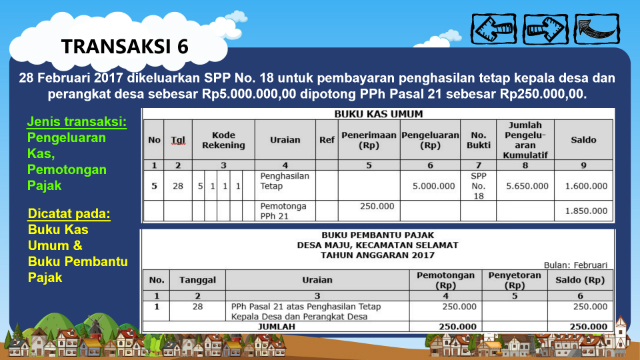 TRANSAKSI 6
28 Februari 2017 dikeluarkan SPP No. 18 untuk pembayaran penghasilan tetap kepala desa dan
perangkat desa sebesar Rp5.000.000,00 dipotong PPh Pasal 21 sebesar Rp250.000,00.
Jenis transaksi:
Pengeluaran
Kas,
Pemotongan
Pajak
Dicatat pada:
Buku Kas
Umum &
Buku Pembantu
Pajak
BUKU KAS UMUM
No Tgl Kode Rekening Uraian Ref Penerimaan (Rp) Pengeluaran (Rp) No. Bukti Jumlah Pengelu-aran Kumulatif Saldo
1 2 3 4 5 6 7 8 9
5 28 5 1 1 1 Penghasilan Tetap 5.000.000 SPP No. 18 5.650.000 1.600.000
Pemotonga PPh 21 250.000 1.850.000
BUKU PEMBANTU PAJAK
DESA MAJU, KECAMATAN SELAMAT
TAHUN ANGGARAN 2017
Bulan: Februari
No. Tanggal Uraian Pemotongan (Rp) Penyetoran (Rp) Saldo (Rp)
1 2 3 4 5 6
1 28 PPh Pasal 21 atas Penghasilan Tetap Kepala Desa dan Perangkat Desa 250.000 250.000
JUMLAH 250.000 250.000